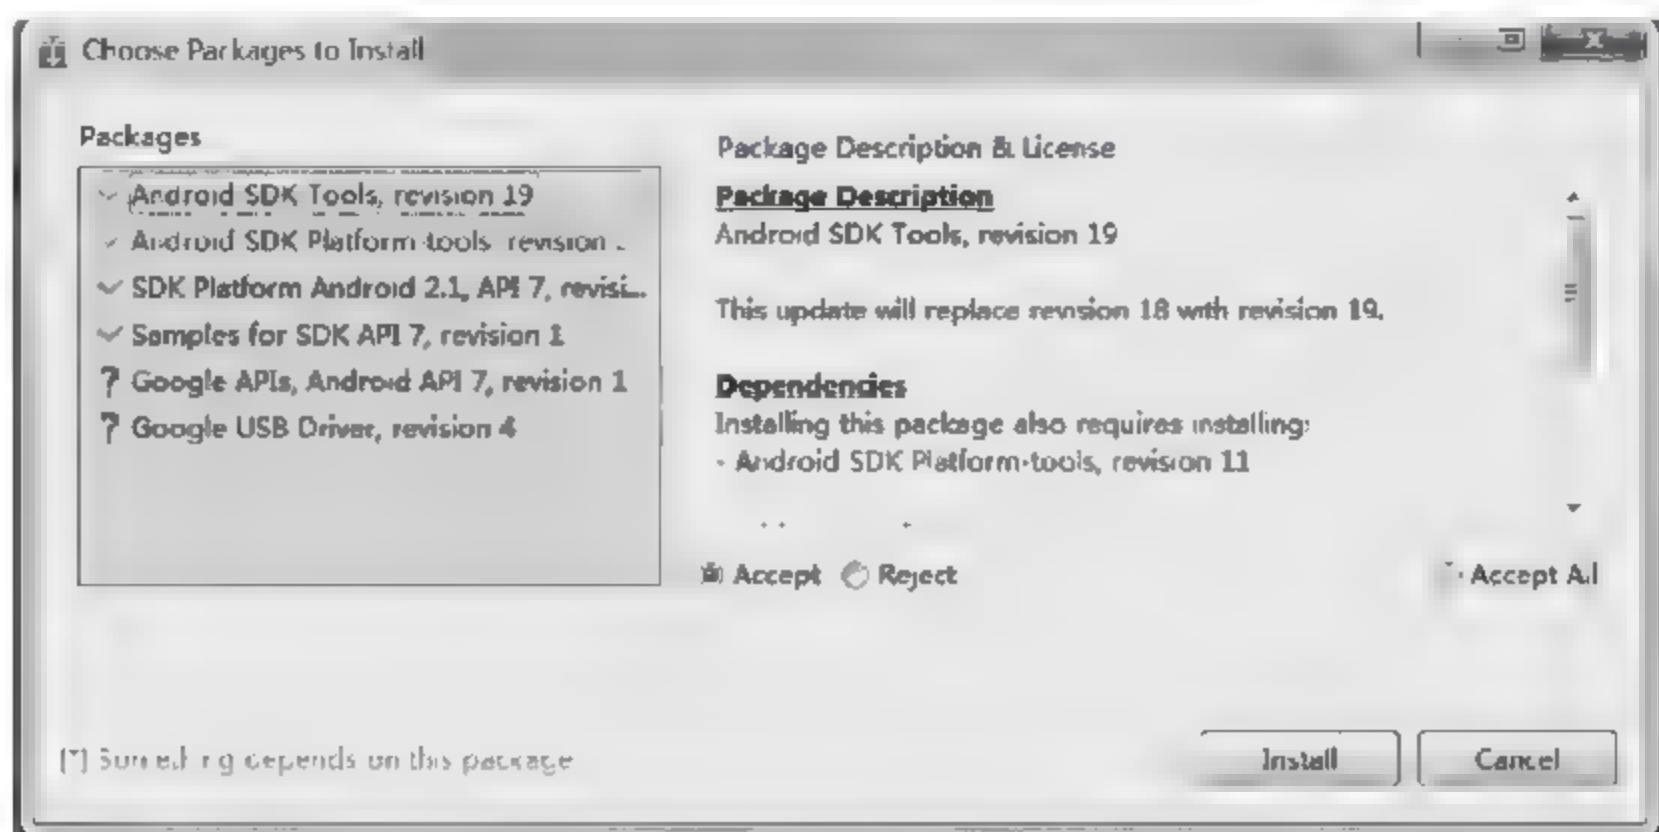 Choose Packages to Install
Packages
Android SDK Tools, revision 19
Android SDK Platform-tools, revision
SDK Platform Android 2.1, API 7, revisi...
Samples for SDK API 7, revision 1
? Google APIs, Android API 7, revision 1
? Google USB Driver, revision 4
Package Description & License
Package Description
Android SDK Tools, revision 19
This update will replace revision 18 with revision 19.
Dependencies
Installing this package also requires installing:
- Android SDK Platform-tools, revision 11
Accept Reject Accept All
[*] Something depends on this package
Install Cancel